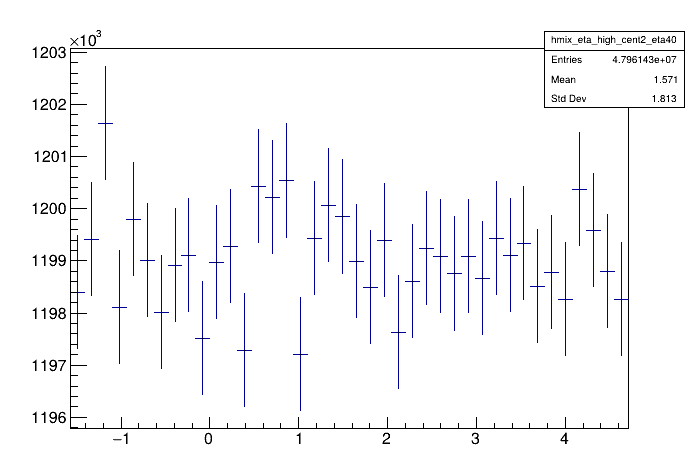 ×10³
hmix_eta_high_cent2_eta40
Entries 4.796143e+07
Mean 1.571
Std Dev 1.813
1203
1202
1201
1200
1199
1198
1197
1196
−1 0 1 2 3 4